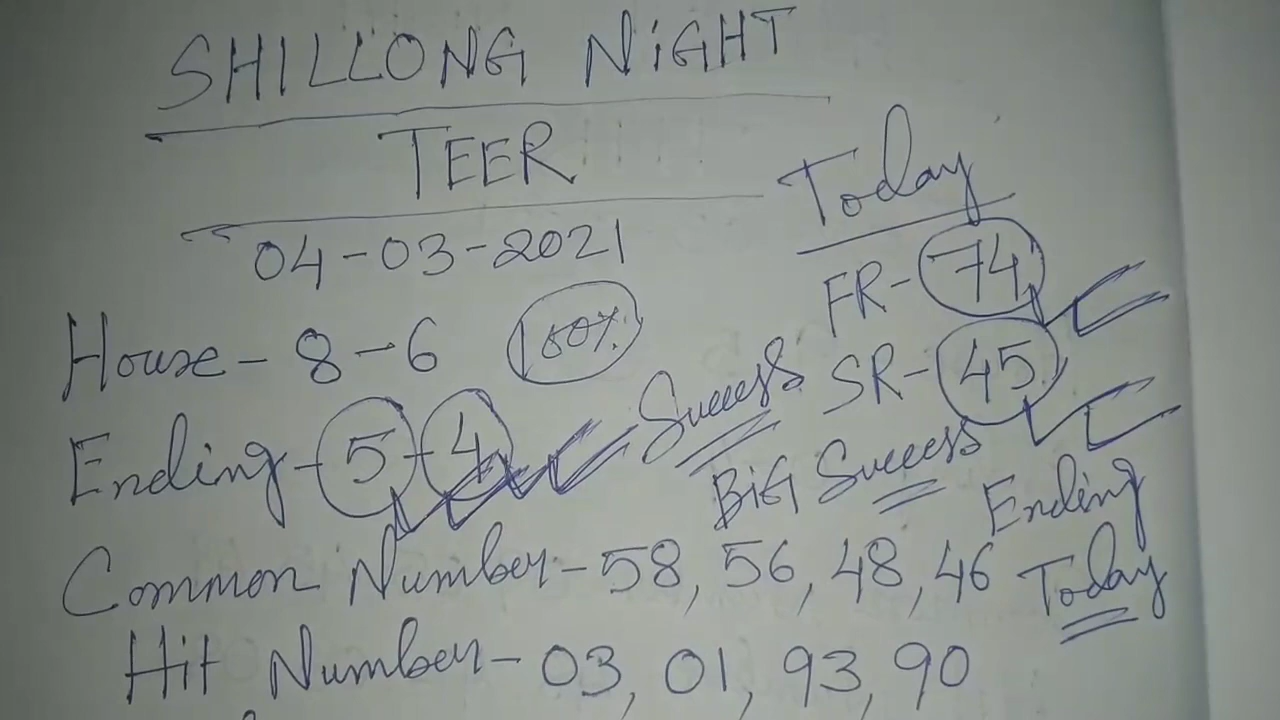 SHILLONG NiGHT
TEER
04-03-2021
Today
FR-74
SR-45
House-8-6 100%
Ending-5-4 Success
BiG Success
Ending
Today
Common Number-58, 56, 48, 46
Hit Number-03, 01, 93, 90